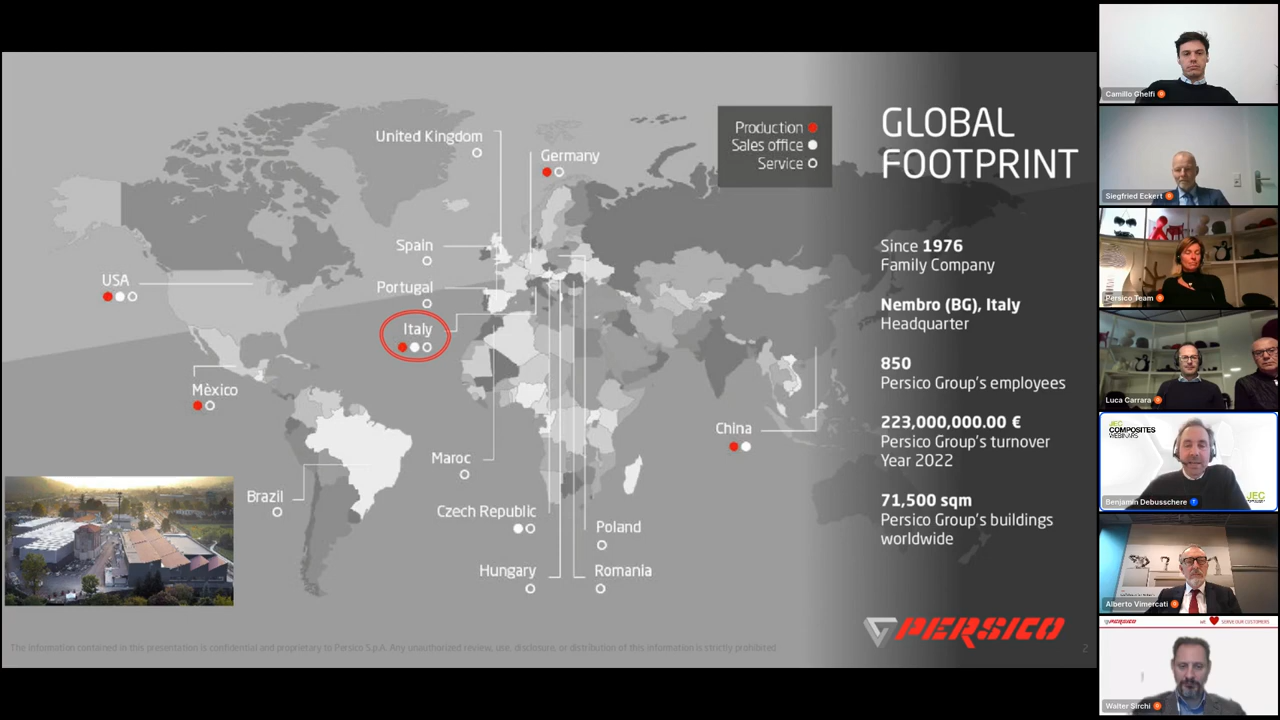 United Kingdom
Germany
Production
Sales office
Service
GLOBAL
FOOTPRINT
Spain
Since 1976
Family Company
USA
Portugal
Nembro (BG), Italy
Headquarter
Italy
850
Persico Group's employees
Mèxico
223,000,000.00 €
Persico Group's turnover
Year 2022
China
Maroc
Brazil
71,500 sqm
Persico Group's buildings
worldwide
Czech Republic
Poland
Hungary
Romania
PERSICO
The information contained in this presentation is confidential and proprietary to Persico S.p.A. Any unauthorized review, use, disclosure, or distribution of this information is strictly prohibited
2
Camillo Ghelfi
Siegfried Eckert
Persico Team
Luca Carrara
JEC
COMPOSITES
WEBINARS
JEC
Benjamin Debusschere
Alberto Vimercati
PERSICO
WE
SERVE OUR CUSTOMERS
Walter Sirchi